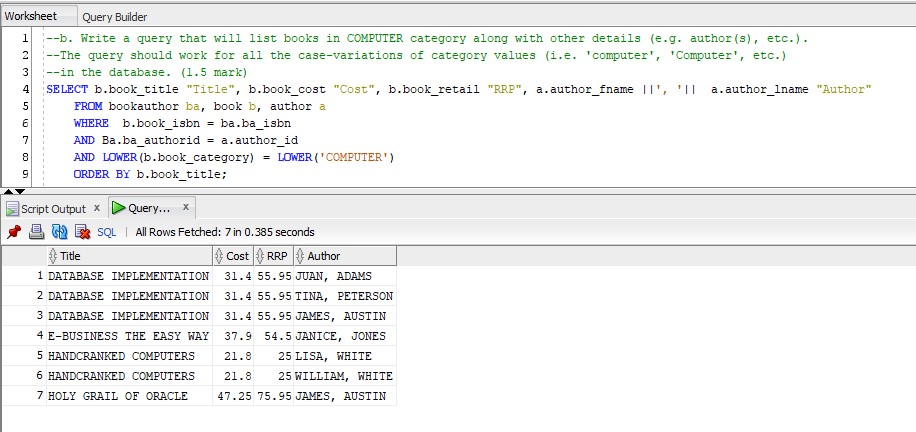 Worksheet Query Builder
1 --b. Write a query that will list books in COMPUTER category along with other details (e.g. author(s), etc.).
2 --The query should work for all the case-variations of category values (i.e. 'computer', 'Computer', etc.)
3 --in the database. (1.5 mark)
4 SELECT b.book_title "Title", b.book_cost "Cost", b.book_retail "RRP", a.author_fname ||', '|| a.author_lname "Author"
5 FROM bookauthor ba, book b, author a
6 WHERE b.book_isbn = ba.ba_isbn
7 AND Ba.ba_authorid = a.author_id
8 AND LOWER(b.book_category) = LOWER('COMPUTER')
9 ORDER BY b.book_title;
Script Output x Query... x
SQL | All Rows Fetched: 7 in 0.385 seconds
Title Cost RRP Author
1 DATABASE IMPLEMENTATION 31.4 55.95 JUAN, ADAMS
2 DATABASE IMPLEMENTATION 31.4 55.95 TINA, PETERSON
3 DATABASE IMPLEMENTATION 31.4 55.95 JAMES, AUSTIN
4 E-BUSINESS THE EASY WAY 37.9 54.5 JANICE, JONES
5 HANDCRANKED COMPUTERS 21.8 25 LISA, WHITE
6 HANDCRANKED COMPUTERS 21.8 25 WILLIAM, WHITE
7 HOLY GRAIL OF ORACLE 47.25 75.95 JAMES, AUSTIN